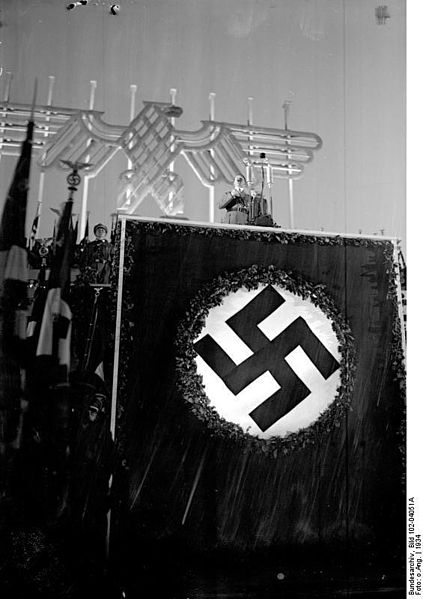 Bundesarchiv, Bild 102-04051A
Foto: o.Ang. | 1934